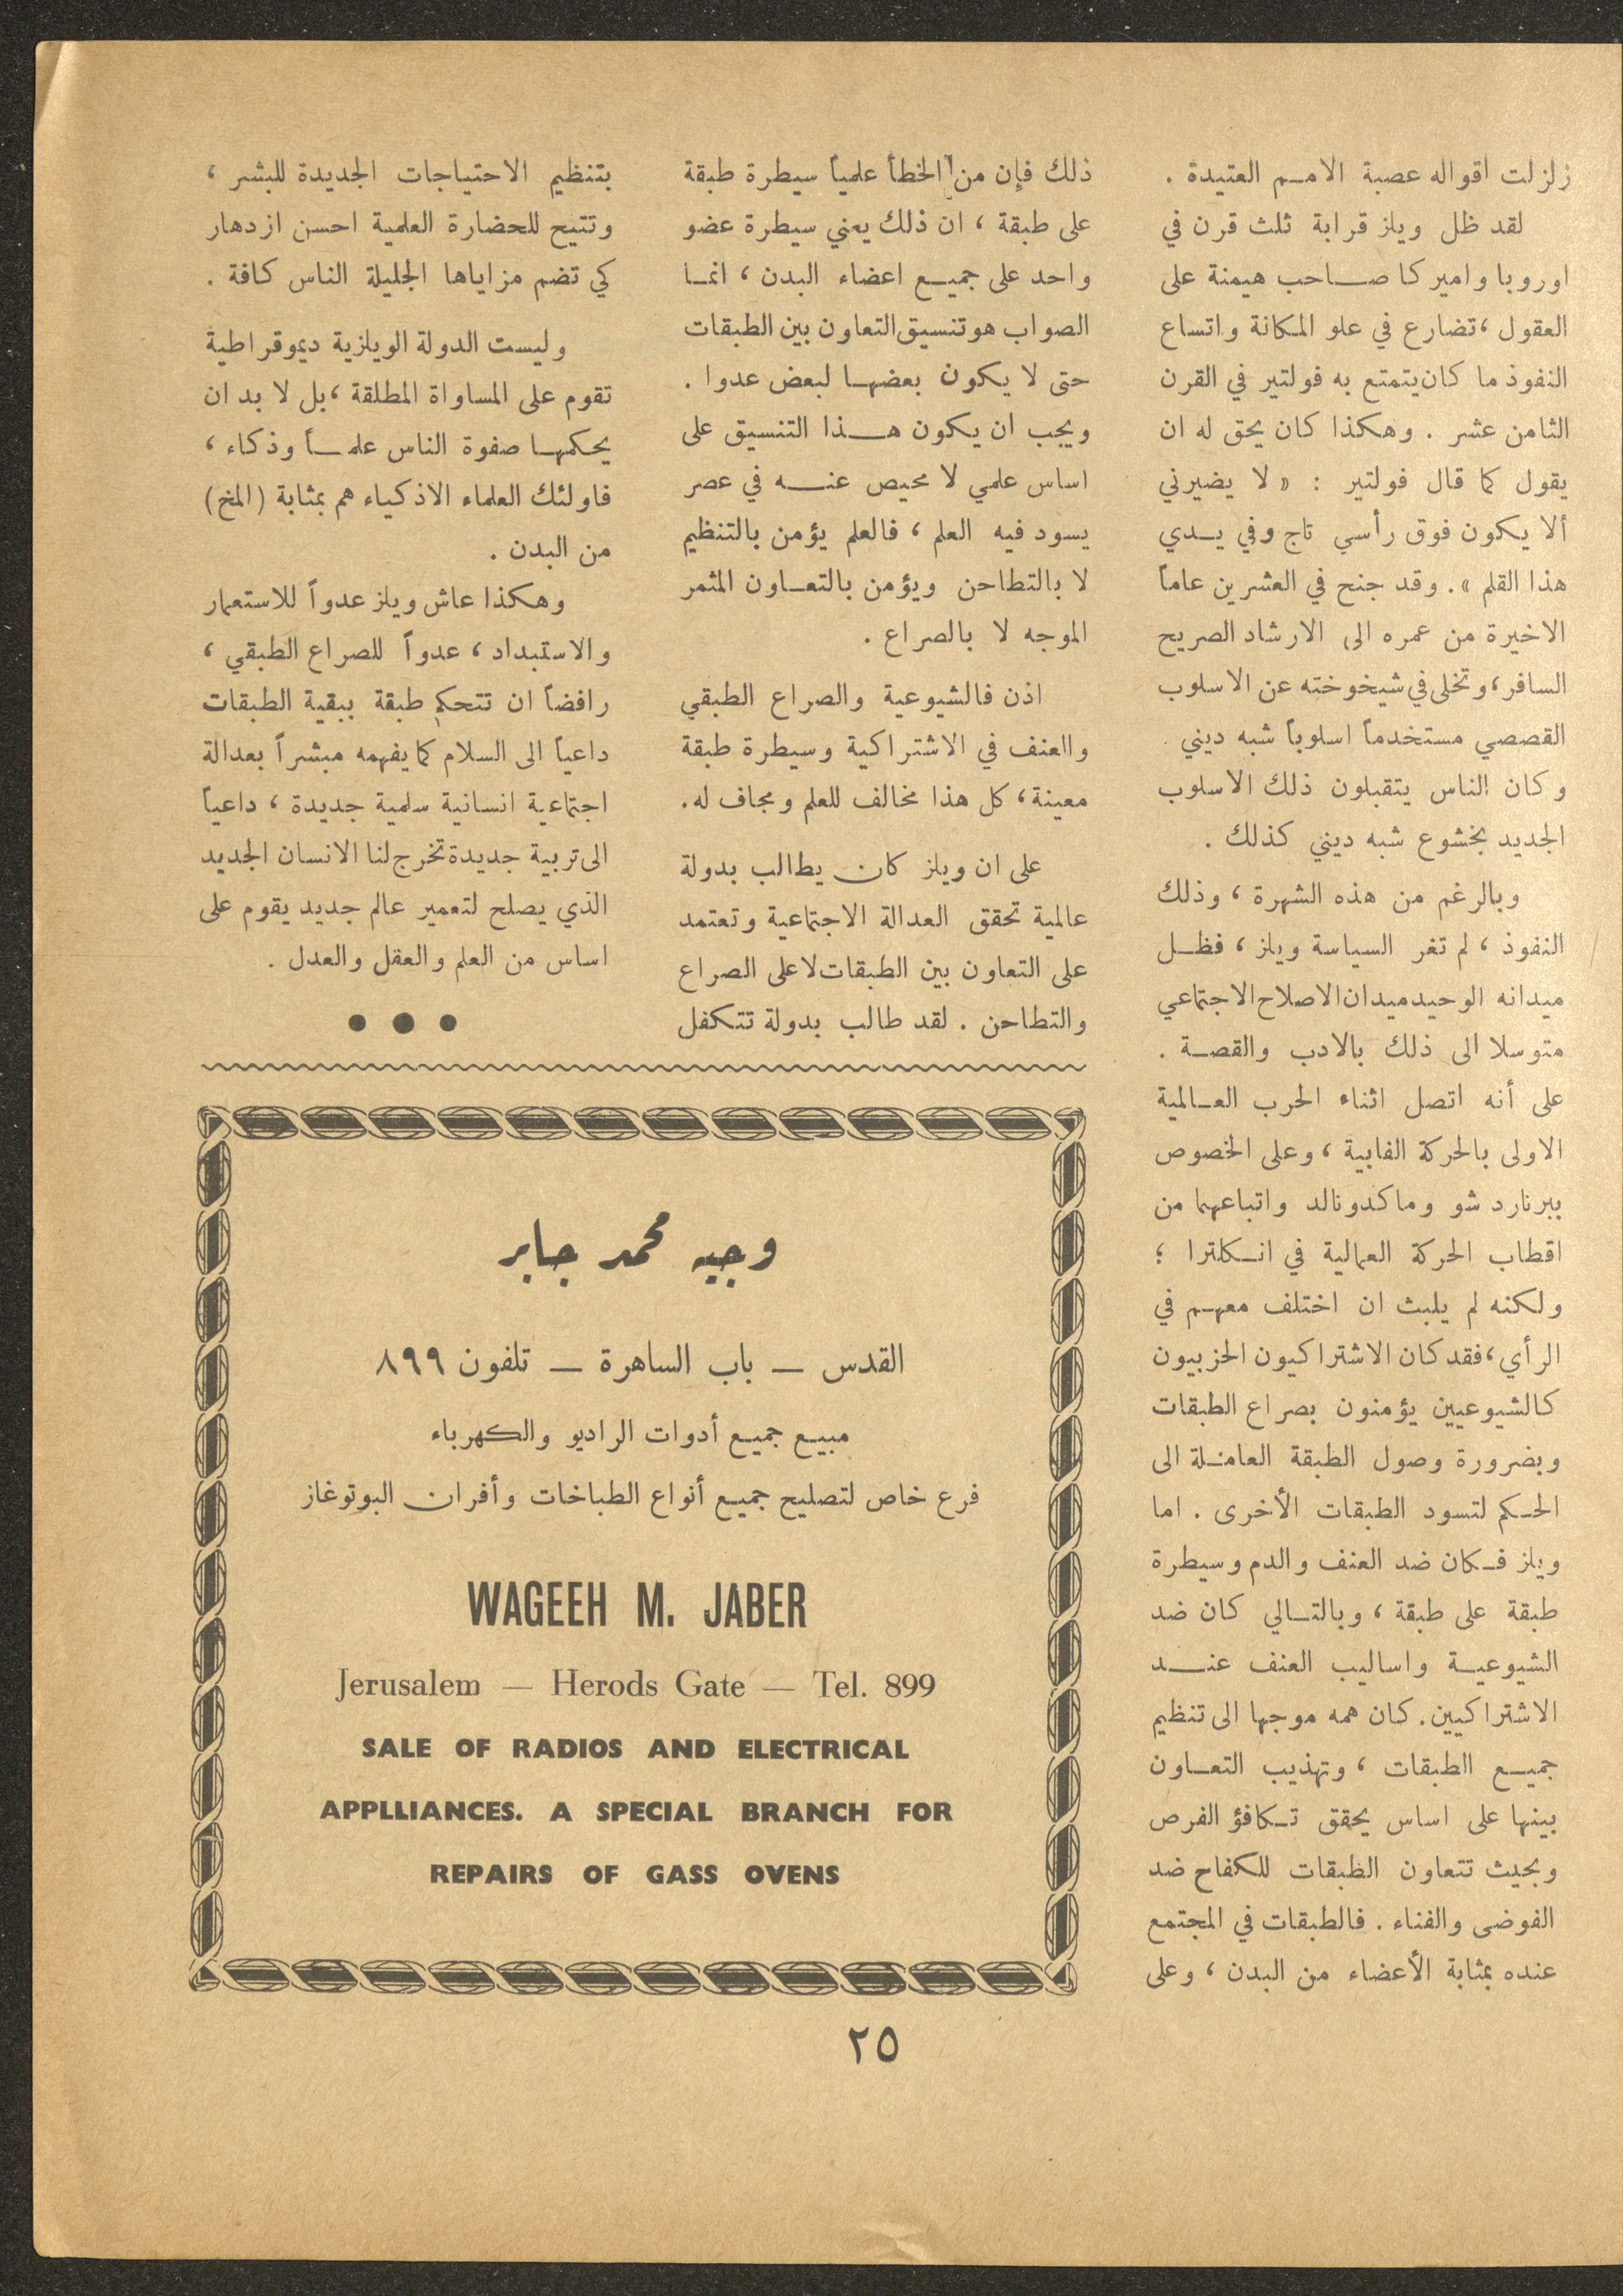 زلزلت اقواله عصبة الامم العتيدة .
لقد ظل ويلز قرابة ثلث قرن في
اوروبا واميركا صاحب هيمنة على
العقول ، تضارع في علو المكانة واتساع
النفوذ ما كان يتمتع به فولتير في القرن
الثامن عشر . وهكذا كان يحق له ان
يقول كما قال فولتير : « لا يضيرني
ألا يكون فوق رأسي تاج وفي يدي
هذا القلم » . وقد جنح في العشرين عاماً
الاخيرة من عمره الى الارشاد الصريح
السافر ، وتخلى في شيخوخته عن الاسلوب
القصصي مستخدماً اسلوباً شبه ديني .
وكان الناس يتقبلون ذلك الاسلوب
الجديد بخشوع شبه ديني كذلك .
وبالرغم من هذه الشهرة ، وذلك
النفوذ ، لم تغر السياسة ويلز ، فظل
ميدانه الوحيد ميدان الاصلاح الاجتماعي
متوسلا الى ذلك بالادب والقصة .
على أنه اتصل اثناء الحرب العالمية
الاولى بالحركة الفابية ، وعلى الخصوص
ببرنارد شو وماكدونالد واتباعهما من
اقطاب الحركة العمالية في انكلترا ؛
ولكنه لم يلبث ان اختلف معهم في
الرأي ، فقد كان الاشتراكيون الحزبيون
كالشيوعيين يؤمنون بصراع الطبقات
وبضرورة وصول الطبقة العاملة الى
الحكم لتسود الطبقات الأخرى . اما
ويلز فكان ضد العنف والدم وسيطرة
طبقة على طبقة ، وبالتالي كان ضد
الشيوعية واساليب العنف عند
الاشتراكيين . كان همه موجها الى تنظيم
جميع الطبقات ، وتهذيب التعاون
بينها على اساس يحقق تكافؤ الفرص
وبحيث تتعاون الطبقات للكفاح ضد
الفوضى والفناء . فالطبقات في المجتمع
عنده بمثابة الأعضاء من البدن ، وعلى
ذلك فإن من الخطأ علمياً سيطرة طبقة
على طبقة ، ان ذلك يعني سيطرة عضو
واحد على جميع اعضاء البدن ، انما
الصواب هو تنسيق التعاون بين الطبقات
حتى لا يكون بعضها لبعض عدوا .
ويجب ان يكون هذا التنسيق على
اساس علمي لا محيص عنه في عصر
يسود فيه العلم ، فالعلم يؤمن بالتنظيم
لا بالتطاحن ويؤمن بالتعاون المثمر
الموجه لا بالصراع .
اذن فالشيوعية والصراع الطبقي
والعنف في الاشتراكية وسيطرة طبقة
معينة ، كل هذا مخالف للعلم ومجاف له .
على ان ويلز كان يطالب بدولة
عالمية تحقق العدالة الاجتماعية وتعتمد
على التعاون بين الطبقات لا على الصراع
والتطاحن . لقد طالب بدولة تتكفل
بتنظيم الاحتياجات الجديدة للبشر ،
وتتيح للحضارة العلمية احسن ازدهار
كي تضم مزاياها الجليلة الناس كافة .
وليست الدولة الويلزية ديموقراطية
تقوم على المساواة المطلقة ، بل لا بد ان
يحكمها صفوة الناس علماً وذكاء ،
فاولئك العلماء الاذكياء هم بمثابة (المخ)
من البدن .
وهكذا عاش ويلز عدواً للاستعمار
والاستبداد ، عدواً للصراع الطبقي ،
رافضاً ان تتحكم طبقة ببقية الطبقات
داعياً الى السلام كما يفهمه مبشراً بعدالة
اجتماعية انسانية سلمية جديدة ، داعياً
الى تربية جديدة تخرج لنا الانسان الجديد
الذي يصلح لتعمير عالم جديد يقوم على
اساس من العلم والعقل والعدل .
● ● ●
وجيه محمد جابر
القدس — باب الساهرة — تلفون ٨٩٩
مبيع جميع أدوات الراديو والكهرباء
فرع خاص لتصليح جميع أنواع الطباخات وأفران البوتوغاز
WAGEEH M. JABER
Jerusalem — Herods Gate — Tel. 899
SALE OF RADIOS AND ELECTRICAL
APPLLIANCES. A SPECIAL BRANCH FOR
REPAIRS OF GASS OVENS
٢٥